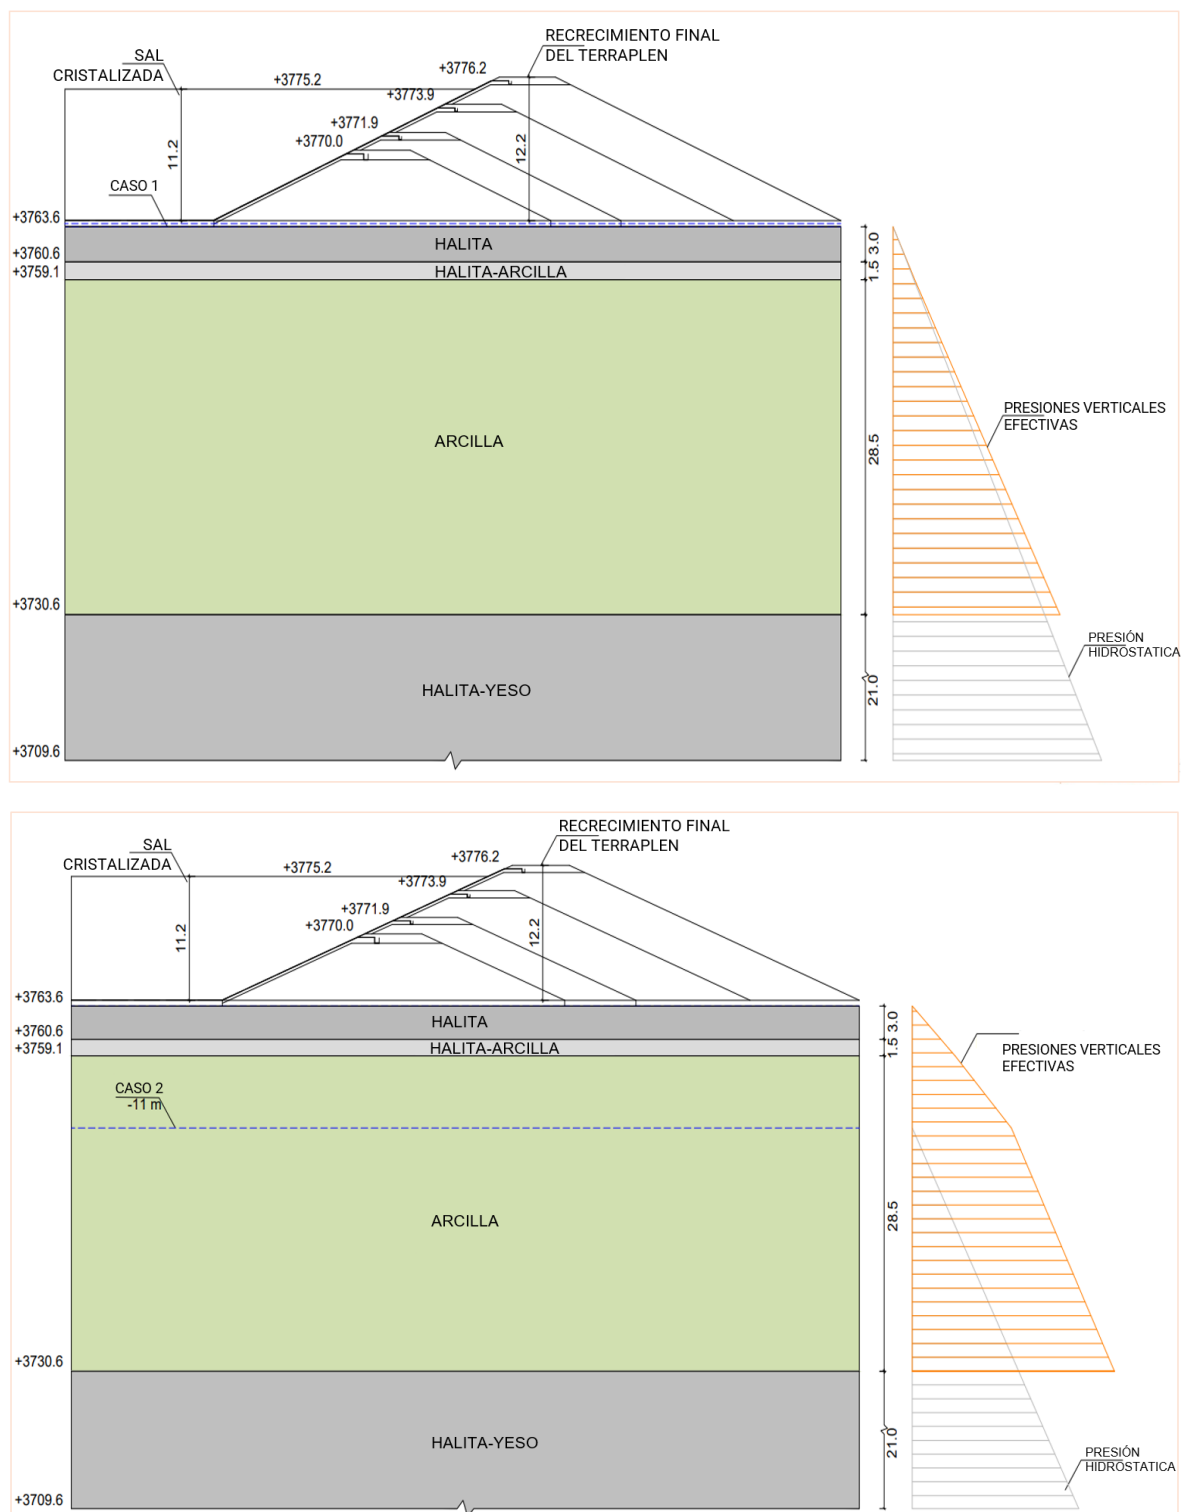 RECRECIMIENTO FINAL
DEL TERRAPLEN
SAL
CRISTALIZADA
+3776.2
+3775.2
+3773.9
+3771.9
+3770.0
11.2
12.2
CASO 1
+3763.6
HALITA
3.0
+3760.6
HALITA-ARCILLA
1.5
+3759.1
PRESIONES VERTICALES
EFECTIVAS
ARCILLA
28.5
+3730.6
PRESIÓN
HIDRÓSTATICA
HALITA-YESO
21.0
+3709.6
RECRECIMIENTO FINAL
DEL TERRAPLEN
SAL
CRISTALIZADA
+3776.2
+3775.2
+3773.9
+3771.9
+3770.0
11.2
12.2
+3763.6
HALITA
3.0
+3760.6
HALITA-ARCILLA
1.5
+3759.1
PRESIONES VERTICALES
EFECTIVAS
CASO 2
-11 m
ARCILLA
28.5
+3730.6
HALITA-YESO
21.0
PRESIÓN
HIDRÓSTATICA
+3709.6